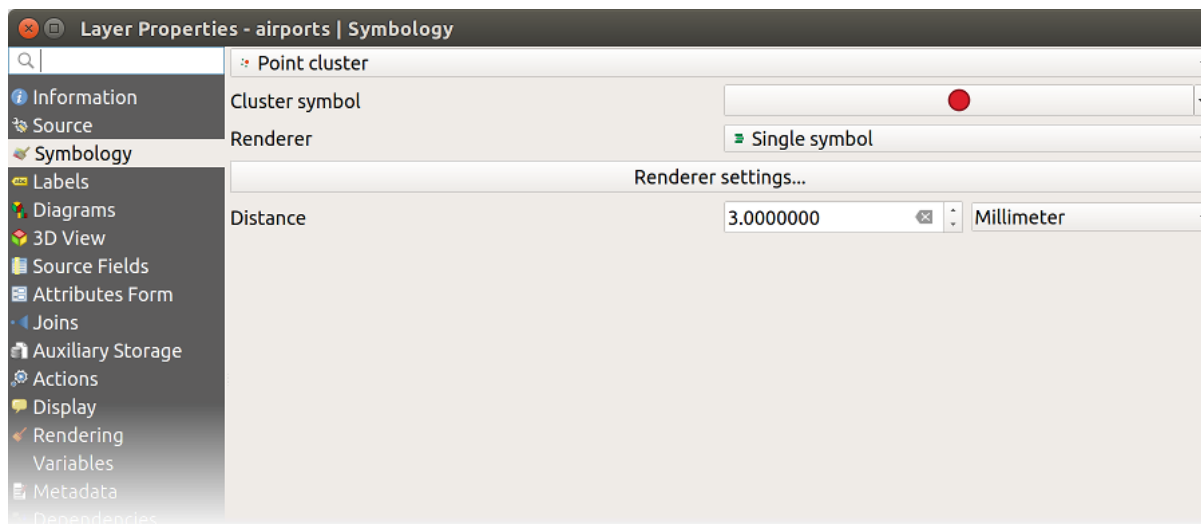 Layer Properties - airports | Symbology
Information
Source
Symbology
Labels
Diagrams
3D View
Source Fields
Attributes Form
Joins
Auxiliary Storage
Actions
Display
Rendering
Variables
Metadata
Dependencies
Point cluster
Cluster symbol
Renderer
Single symbol
Renderer settings...
Distance
3.0000000
Millimeter